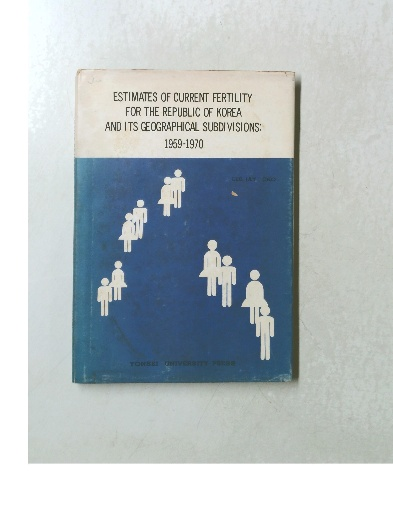 ESTIMATES OF CURRENT FERTILITY
FOR THE REPUBLIC OF KOREA
AND ITS GEOGRAPHICAL SUBDIVISIONS:
1959-1970
YONSEI UNIVERSITY PRESS